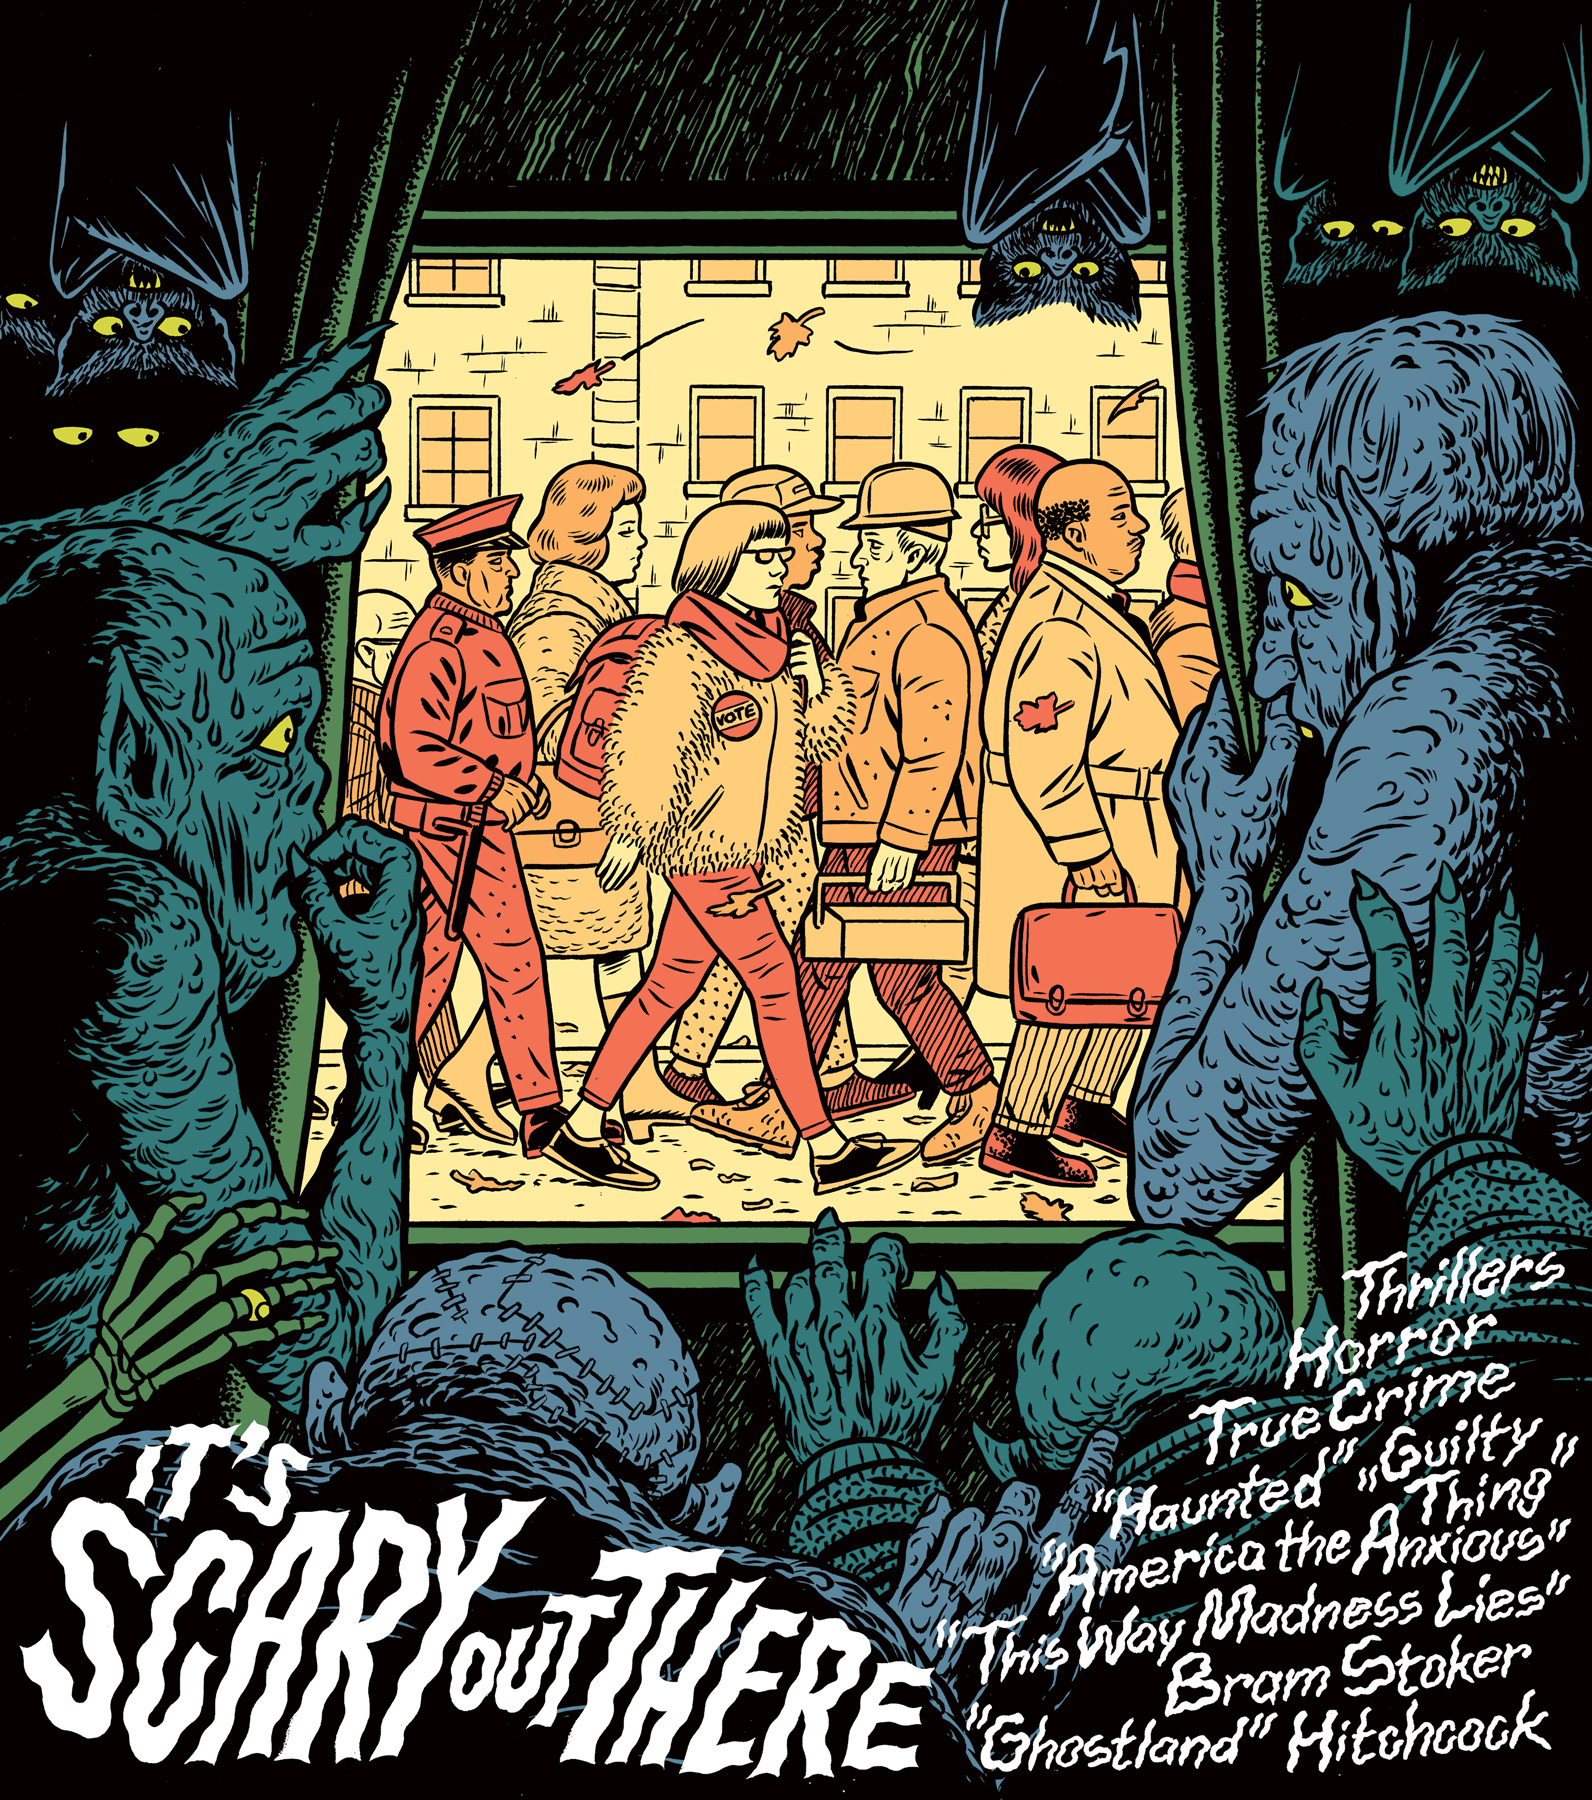 VOTE
IT'S
SCARY OUT THERE
Thrillers
Horror
True Crime
"Haunted" "Guilty
Thing"
"America the Anxious"
"This Way Madness Lies"
Bram Stoker
"Ghostland" Hitchcock